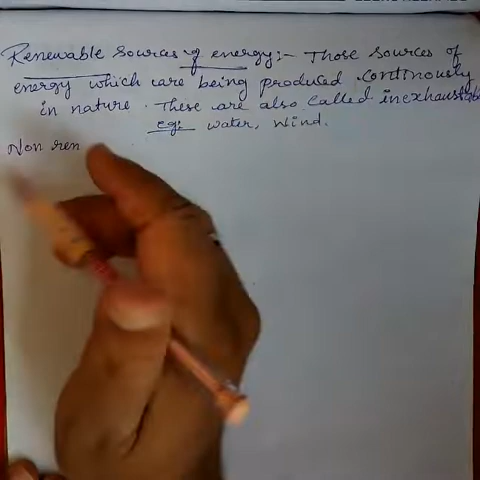 Renewable Sources of energy:- Those sources of
energy which are being produced continously
in nature. These are also called inexhaustible
eg:- water, Wind.
Non ren